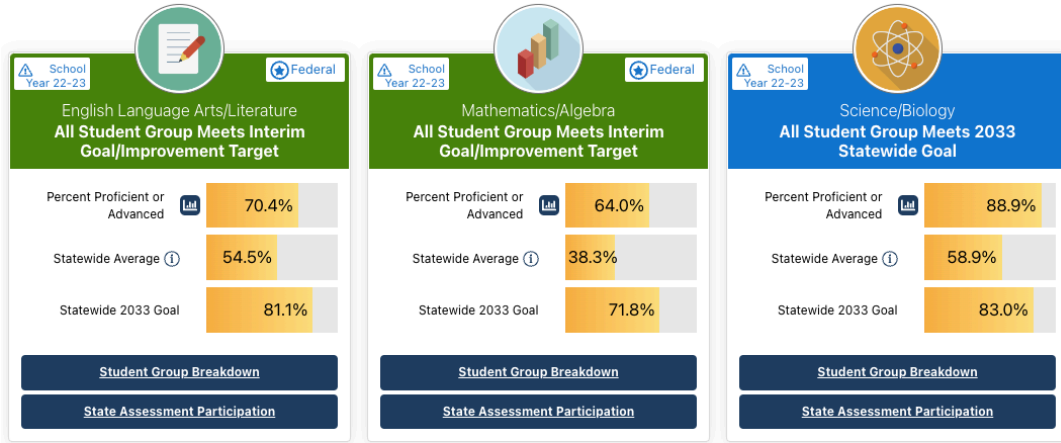 School
Year 22-23
Federal
English Language Arts/Literature
All Student Group Meets Interim
Goal/Improvement Target
Percent Proficient or
Advanced
70.4%
Statewide Average
54.5%
Statewide 2033 Goal
81.1%
Student Group Breakdown
State Assessment Participation
School
Year 22-23
Federal
Mathematics/Algebra
All Student Group Meets Interim
Goal/Improvement Target
Percent Proficient or
Advanced
64.0%
Statewide Average
38.3%
Statewide 2033 Goal
71.8%
Student Group Breakdown
State Assessment Participation
School
Year 22-23
Science/Biology
All Student Group Meets 2033
Statewide Goal
Percent Proficient or
Advanced
88.9%
Statewide Average
58.9%
Statewide 2033 Goal
83.0%
Student Group Breakdown
State Assessment Participation